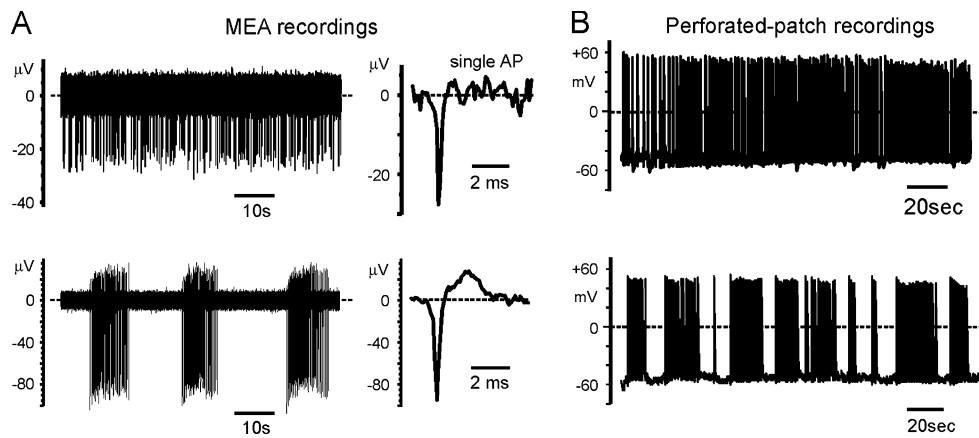 A
MEA recordings
B
Perforated-patch recordings
µV
0
-20
-40
10s
µV
single AP
0
-20
2 ms
+60
mV
0
-60
20sec
µV
0
-40
-80
10s
µV
0
-40
-80
2 ms
+60
mV
0
-60
20sec